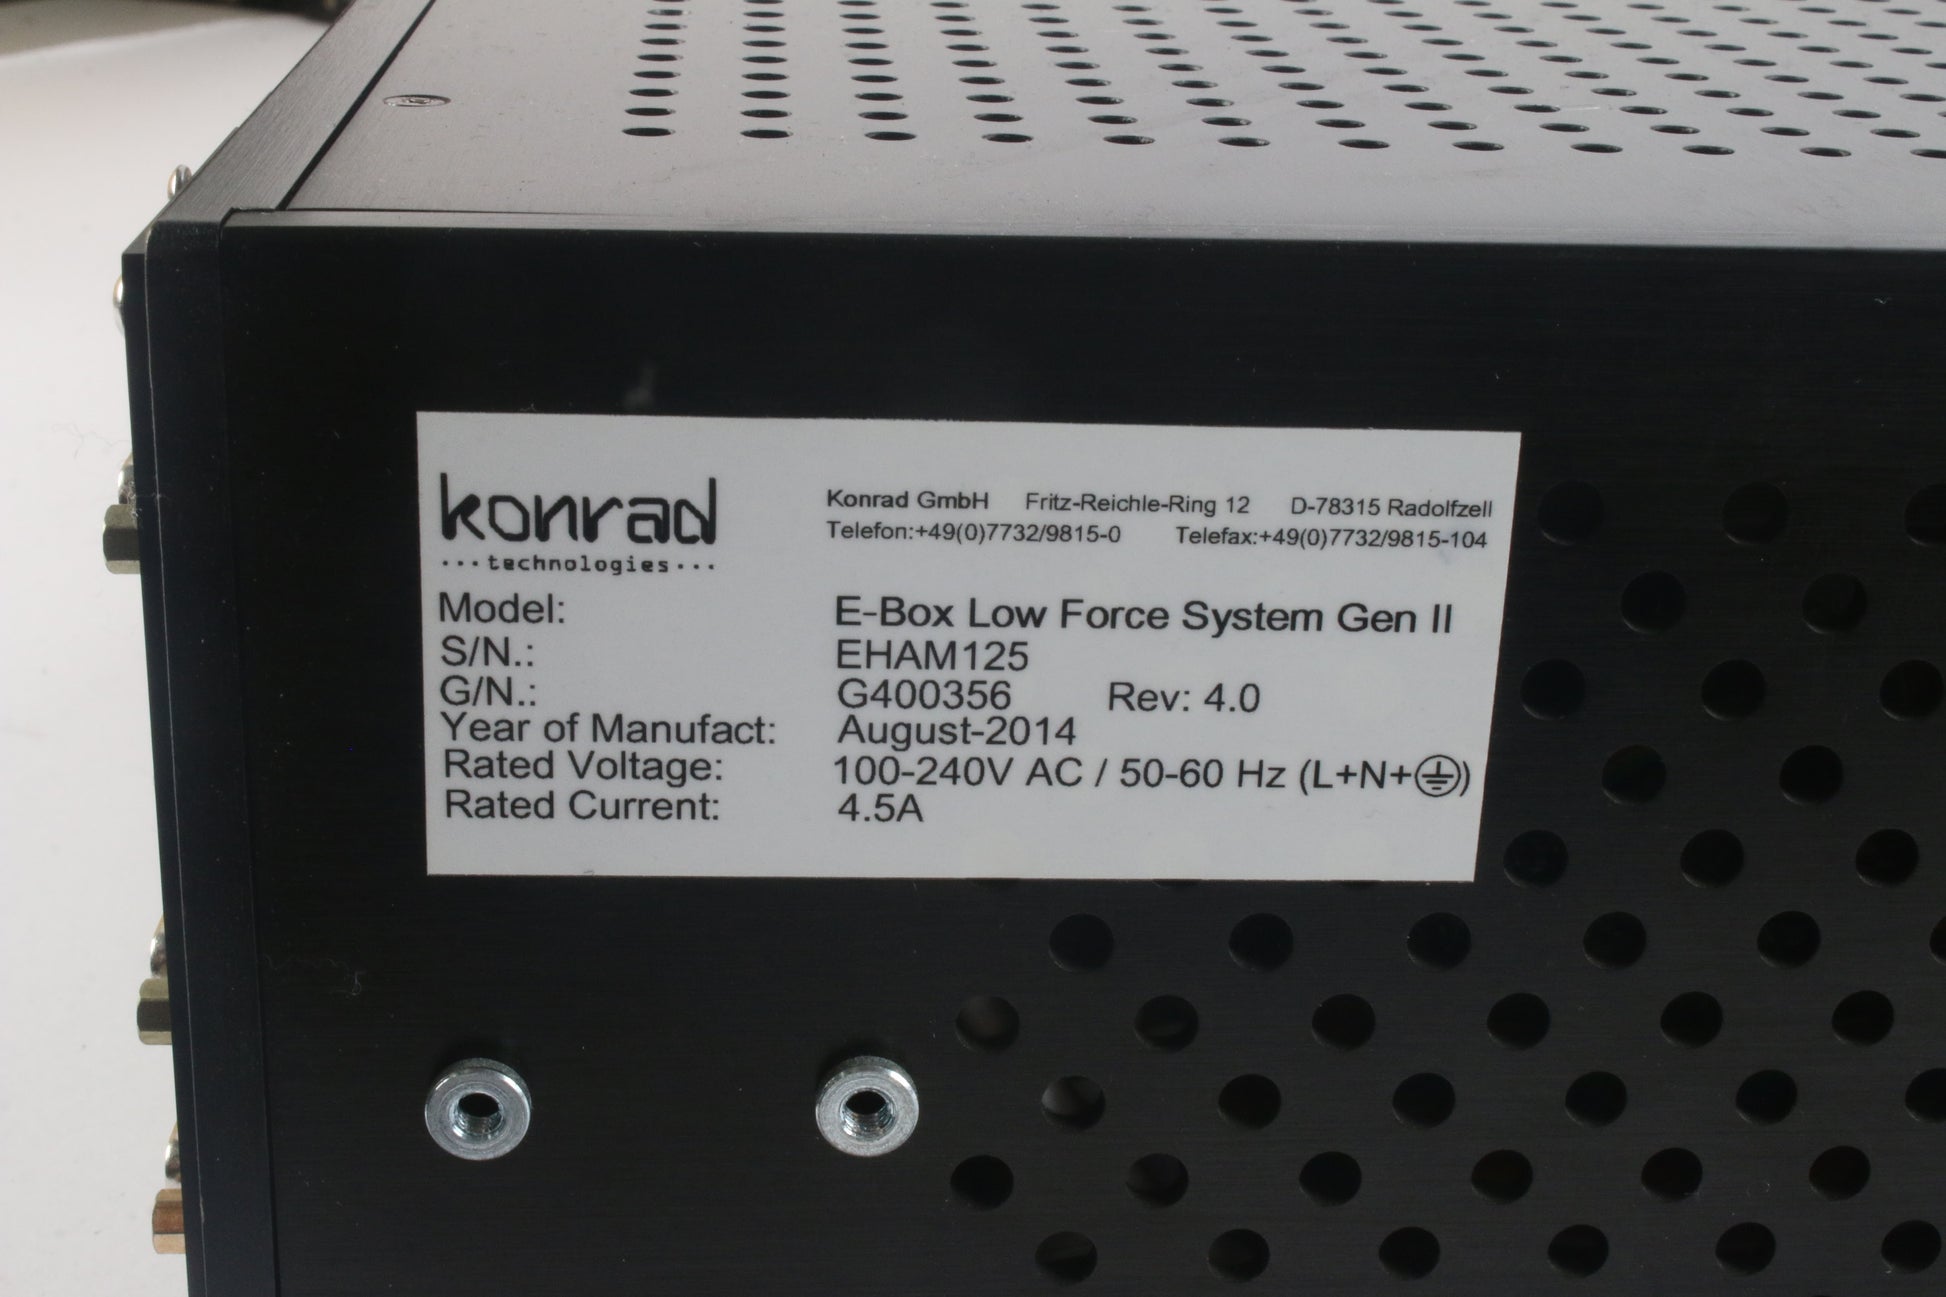 konrad
···technologies···
Konrad GmbH Fritz-Reichle-Ring 12 D-78315 Radolfzell
Telefon:+49(0)7732/9815-0 Telefax:+49(0)7732/9815-104
Model: E-Box Low Force System Gen II
S/N.: EHAM125
G/N.: G400356 Rev: 4.0
Year of Manufact: August-2014
Rated Voltage: 100-240V AC / 50-60 Hz (L+N+⏚)
Rated Current: 4.5A